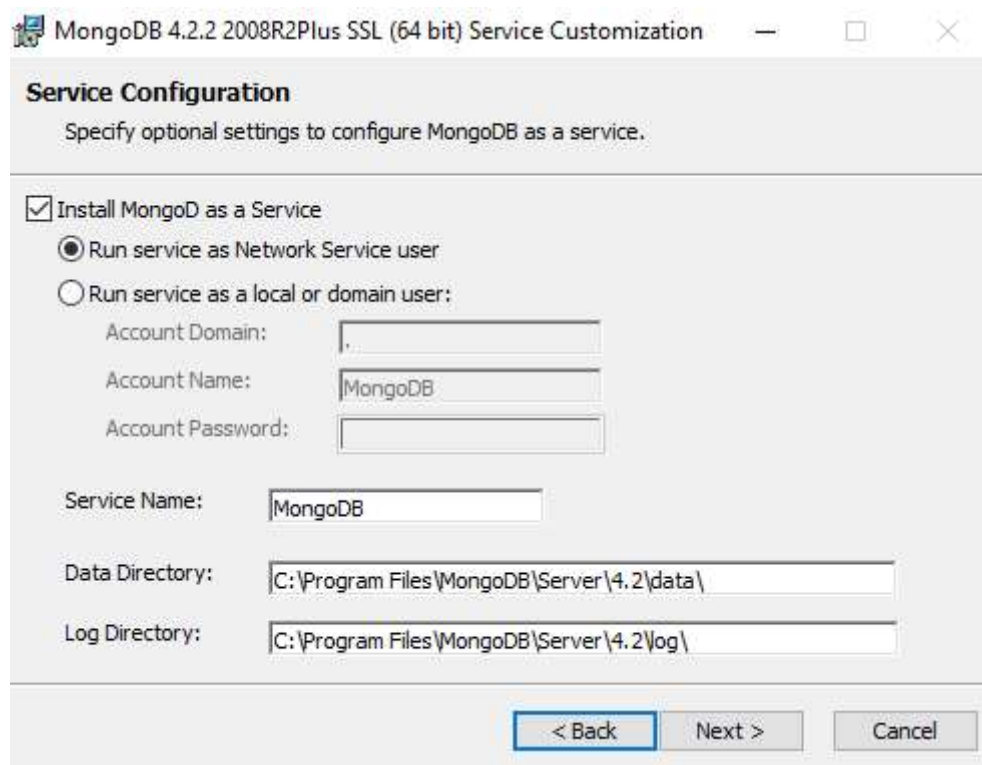 MongoDB 4.2.2 2008R2Plus SSL (64 bit) Service Customization
Service Configuration
Specify optional settings to configure MongoDB as a service.
Install MongoD as a Service
Run service as Network Service user
Run service as a local or domain user:
Account Domain: .
Account Name: MongoDB
Account Password:
Service Name: MongoDB
Data Directory: C:\Program Files\MongoDB\Server\4.2\data\
Log Directory: C:\Program Files\MongoDB\Server\4.2\log\
< Back Next > Cancel